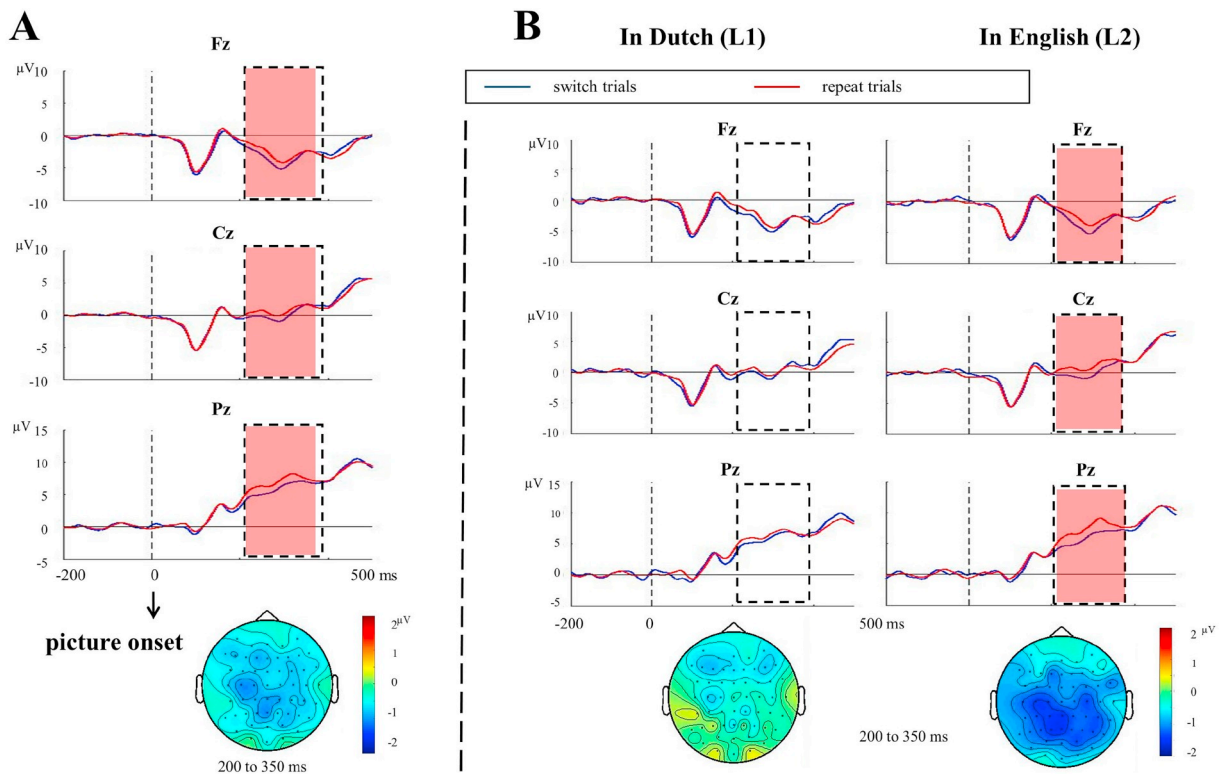 A
Fz
µV 10
5
0
-5
-10
Cz
µV 10
5
0
-5
-10
Pz
µV 15
10
5
0
-5
-200 0 500 ms
picture onset
2 µV
1
0
-1
-2
200 to 350 ms
B
In Dutch (L1) In English (L2)
switch trials repeat trials
Fz Fz
µV10
5
0
-5
-10
Cz Cz
µV10
5
0
-5
-10
Pz Pz
µV 15
10
5
0
5
-200 0 500 ms
2 µV
1
0
-1
-2
200 to 350 ms